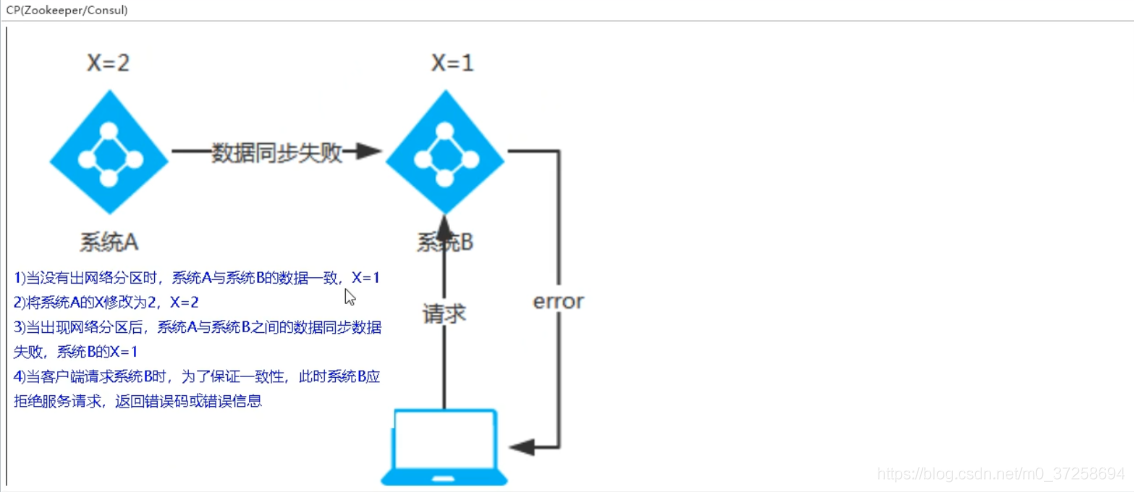 CP(Zookeeper/Consul)
X=2
X=1
数据同步失败
系统A
系统B
1)当没有出网络分区时，系统A与系统B的数据一致，X=1
2)将系统A的X修改为2，X=2
3)当出现网络分区后，系统A与系统B之间的数据同步数据
失败，系统B的X=1
4)当客户端请求系统B时，为了保证一致性，此时系统B应
拒绝服务请求，返回错误码或错误信息
请求
error
https://blog.csdn.net/m0_37258694